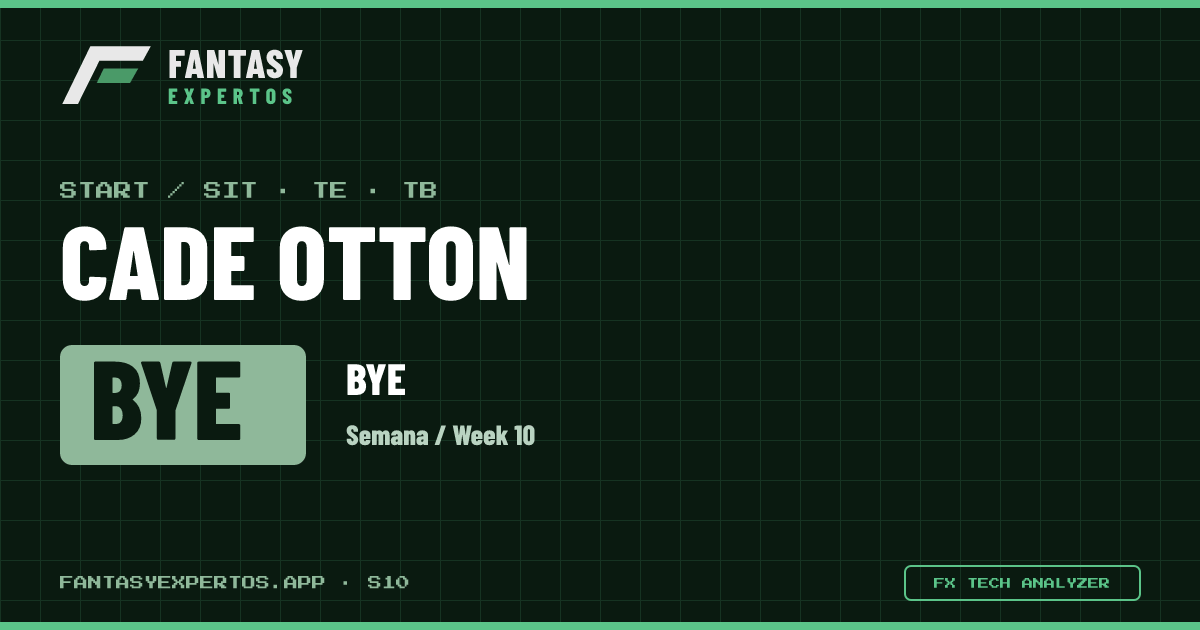 FANTASY
EXPERTOS
START / SIT · TE · TB
CADE OTTON
BYE
BYE
Semana / Week 10
FANTASYEXPERTOS.APP · S10
FX TECH ANALYZER